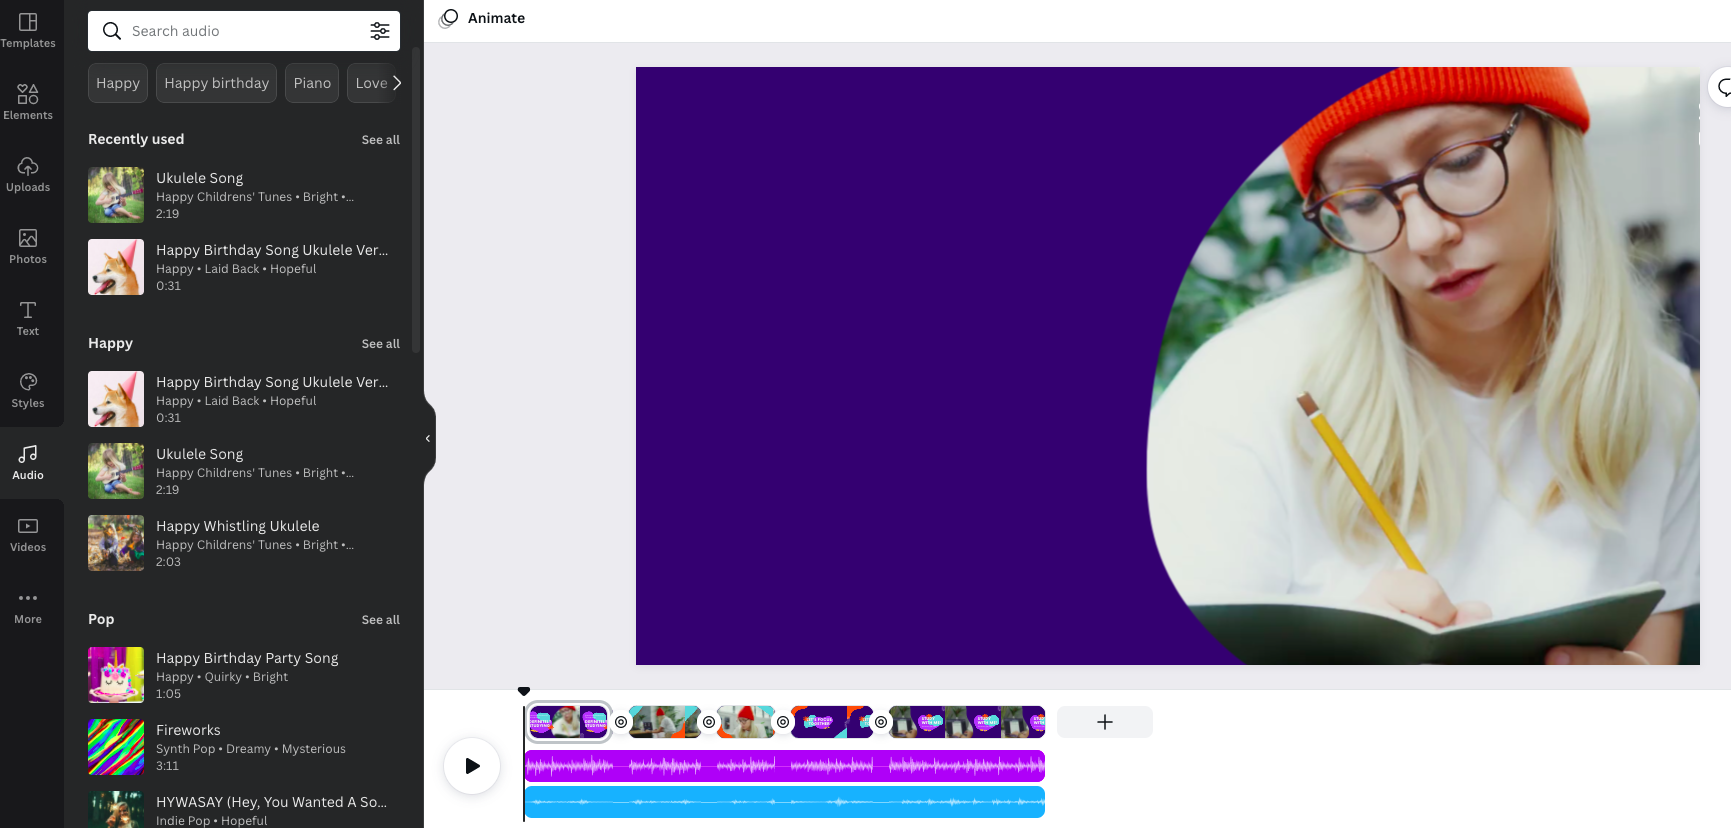 Templates
Elements
Uploads
Photos
Text
Styles
Audio
Videos
More
Search audio
Happy
Happy birthday
Piano
Love
Recently used
See all
Ukulele Song
Happy Childrens' Tunes • Bright •...
2:19
Happy Birthday Song Ukulele Ver...
Happy • Laid Back • Hopeful
0:31
Happy
See all
Happy Birthday Song Ukulele Ver...
Happy • Laid Back • Hopeful
0:31
Ukulele Song
Happy Childrens' Tunes • Bright •...
2:19
Happy Whistling Ukulele
Happy Childrens' Tunes • Bright •...
2:03
Pop
See all
Happy Birthday Party Song
Happy • Quirky • Bright
1:05
Fireworks
Synth Pop • Dreamy • Mysterious
3:11
HYWASAY (Hey, You Wanted A So...
Indie Pop • Hopeful
Animate